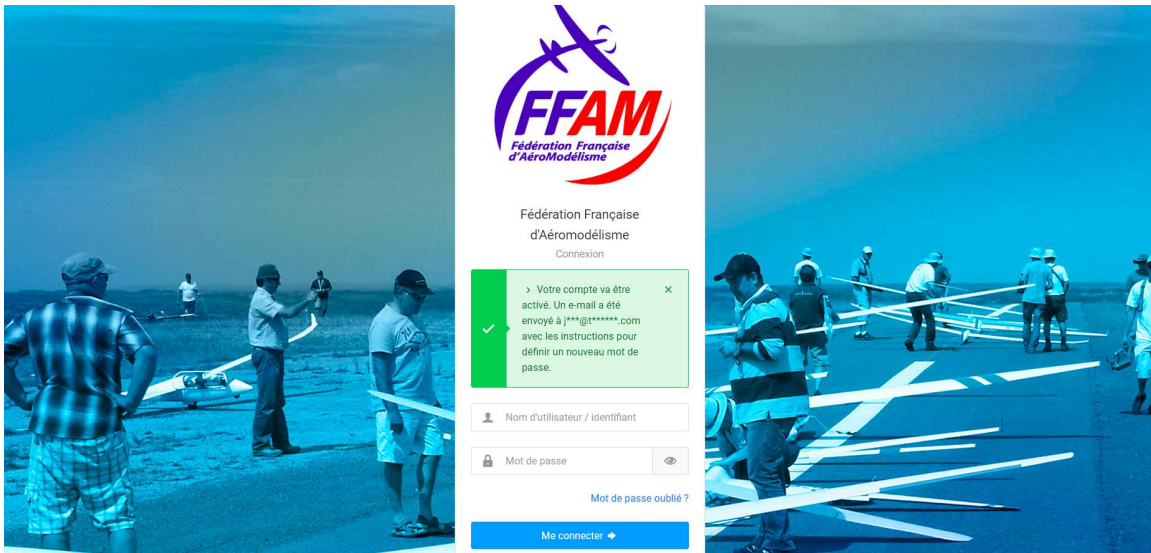 FFAM
Fédération Française
d'AéroModélisme
Fédération Française
d'Aéromodélisme
Connexion
> Votre compte va être
activé. Un e-mail a été
envoyé à j***@t******.com
avec les instructions pour
définir un nouveau mot de
passe.
×
Nom d'utilisateur / identifiant
Mot de passe
Mot de passe oublié ?
Me connecter